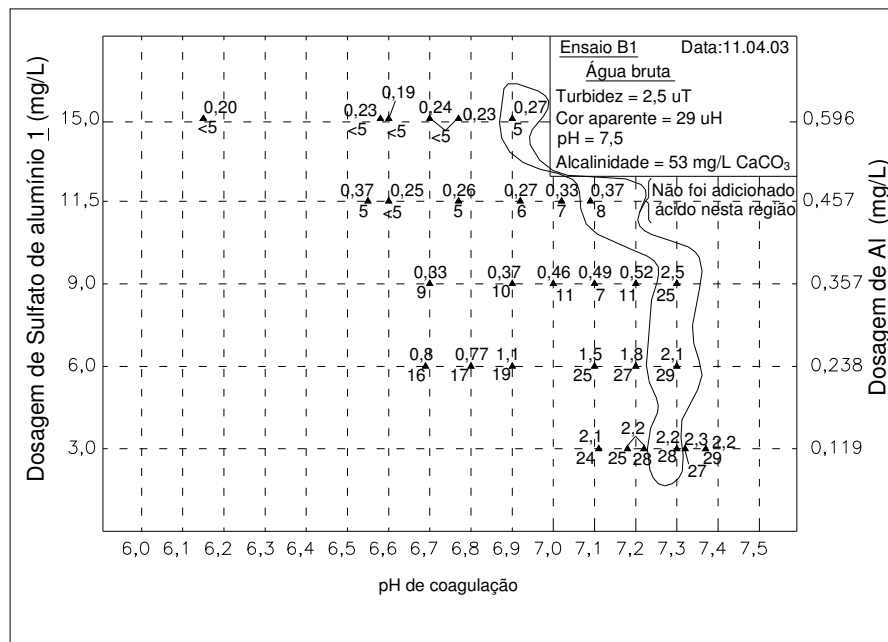 Ensaio B1 Data:11.04.03
Água bruta
Turbidez = 2,5 uT
Cor aparente = 29 uH
pH = 7,5
Alcalinidade = 53 mg/L CaCO3
Não foi adicionado
ácido nesta região
Dosagem de Sulfato de alumínio 1 (mg/L)
Dosagem de Al (mg/L)
0,20 0,23 0,19 0,24 0,23 0,27
15,0 0,596
<5 <5 <5 <5 5
0,37 0,25 0,26 0,27 0,33 0,37
11,5 0,457
5 <5 5 6 7 8
0,33 0,37 0,46 0,49 0,52 2,5
9,0 0,357
9 10 11 7 11 25
0,8 0,77 1,1 1,5 1,8 2,1
6,0 0,238
16 17 19 25 27 29
2,1 2,2 2,2 2,3 2,2
3,0 0,119
24 25 28 28 27 29
6,0 6,1 6,2 6,3 6,4 6,5 6,6 6,7 6,8 6,9 7,0 7,1 7,2 7,3 7,4 7,5
pH de coagulação